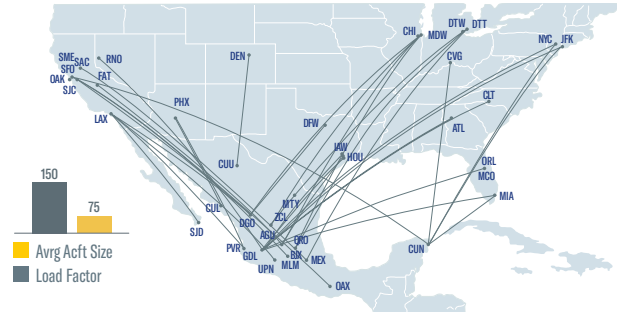 CHI
MDW
DTW
DTT
NYC
JFK
SME
SAC
RNO
SFO
OAK
FAT
SJC
DEN
CVG
CLT
PHX
LAX
DFW
ATL
IAW
HOU
CUU
ORL
MCO
MIA
MTY
CUL
SJD
DGO
ZCL
AGU
PVR
GDL
QRO
BJX
UPN
MLM
MEX
CUN
OAX
150
75
Avrg Acft Size
Load Factor